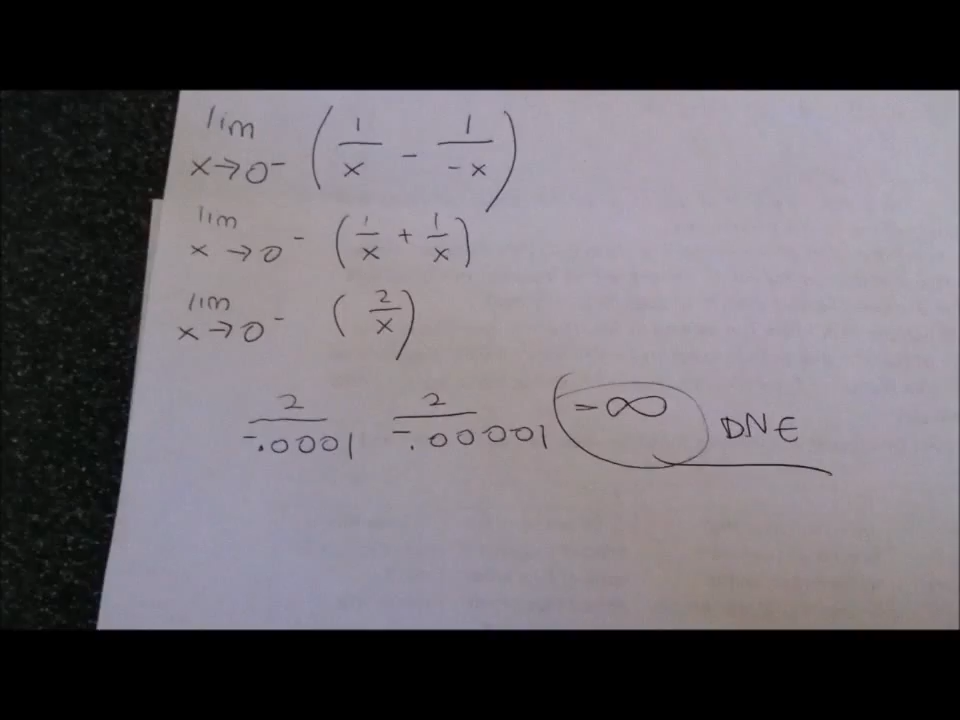 lim x→0⁻ (1/x - 1/-x)
lim x→0⁻ (1/x + 1/x)
lim x→0⁻ (2/x)
2/-.0001 2/-.00001 -∞ DNE